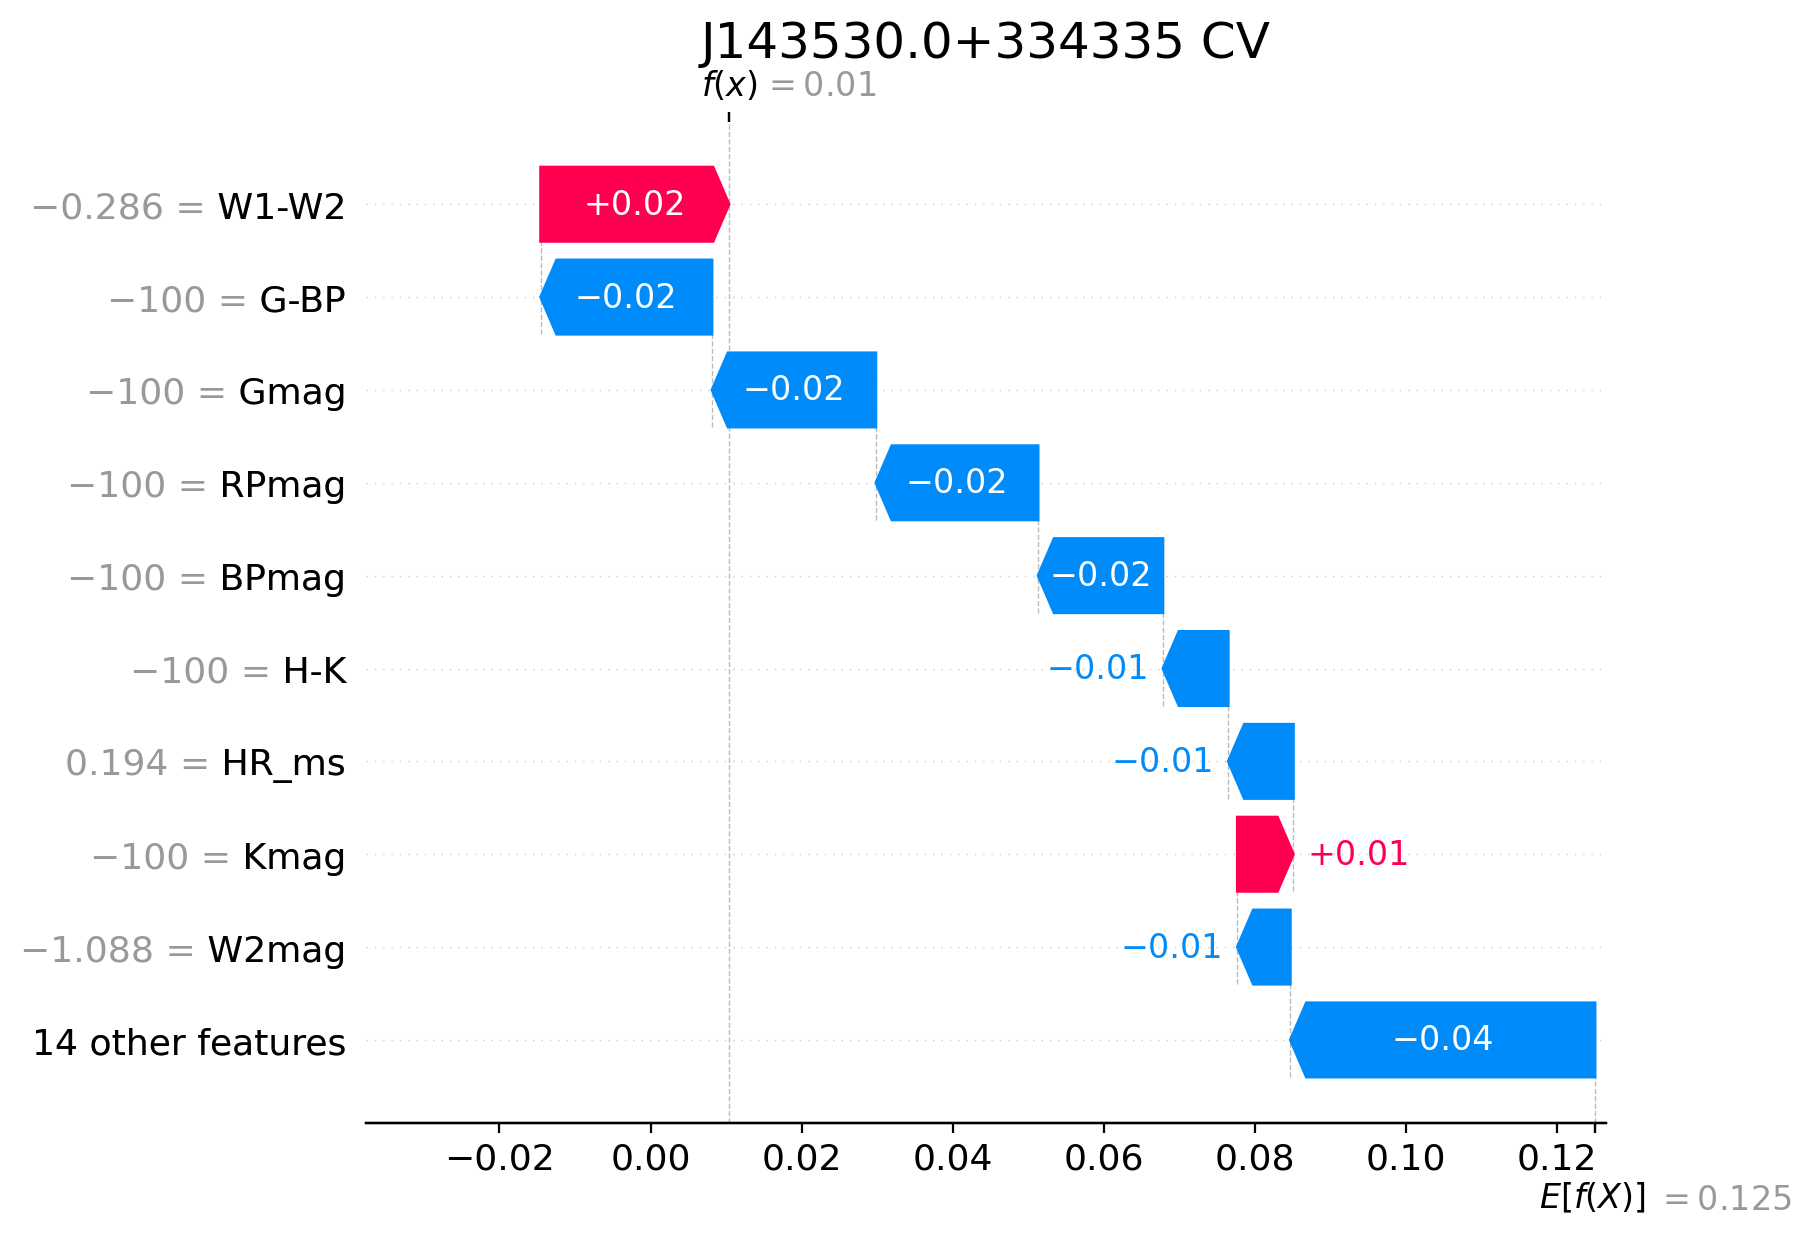 J143530.0+334335 CV
f(x) = 0.01
−0.286 = W1-W2 +0.02
−100 = G-BP −0.02
−100 = Gmag −0.02
−100 = RPmag −0.02
−100 = BPmag −0.02
−100 = H-K −0.01
0.194 = HR_ms −0.01
−100 = Kmag +0.01
−1.088 = W2mag −0.01
14 other features −0.04
−0.02 0.00 0.02 0.04 0.06 0.08 0.10 0.12
E[f(X)] = 0.125